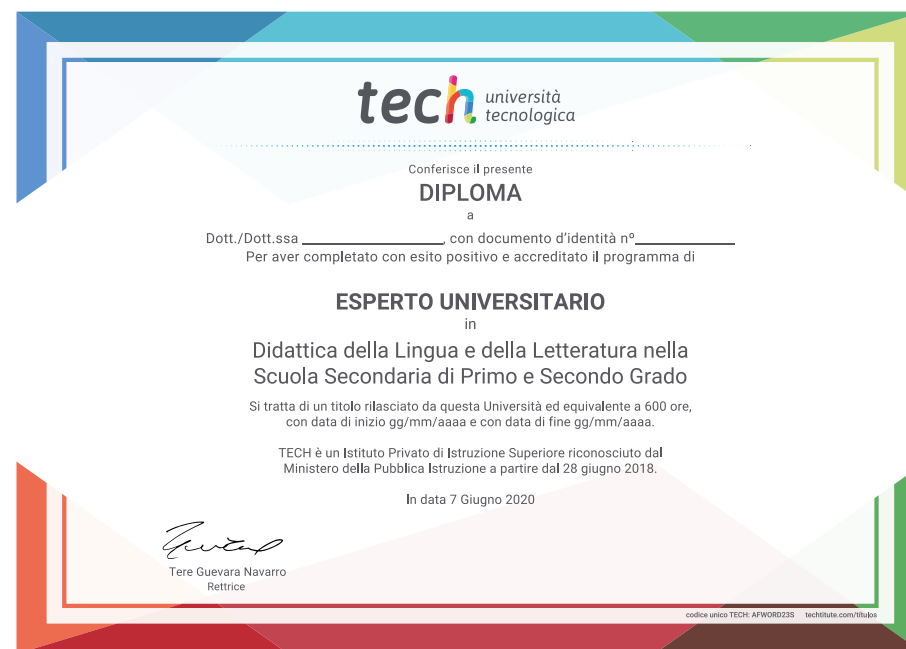 tech università
tecnologica
Conferisce il presente
DIPLOMA
a
Dott./Dott.ssa ____________________, con documento d'identità nº______________
Per aver completato con esito positivo e accreditato il programma di
ESPERTO UNIVERSITARIO
in
Didattica della Lingua e della Letteratura nella
Scuola Secondaria di Primo e Secondo Grado
Si tratta di un titolo rilasciato da questa Università ed equivalente a 600 ore,
con data di inizio gg/mm/aaaa e con data di fine gg/mm/aaaa.
TECH è un Istituto Privato di Istruzione Superiore riconosciuto dal
Ministero della Pubblica Istruzione a partire dal 28 giugno 2018.
In data 7 Giugno 2020
Tere Guevara Navarro
Rettrice
codice unico TECH: AFWORD23S techtitute.com/títulos